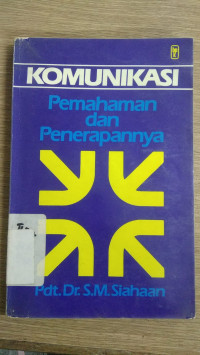 KOMUNIKASI
Pemahaman
dan
Penerapannya
Pdt. Dr. S.M. Siahaan